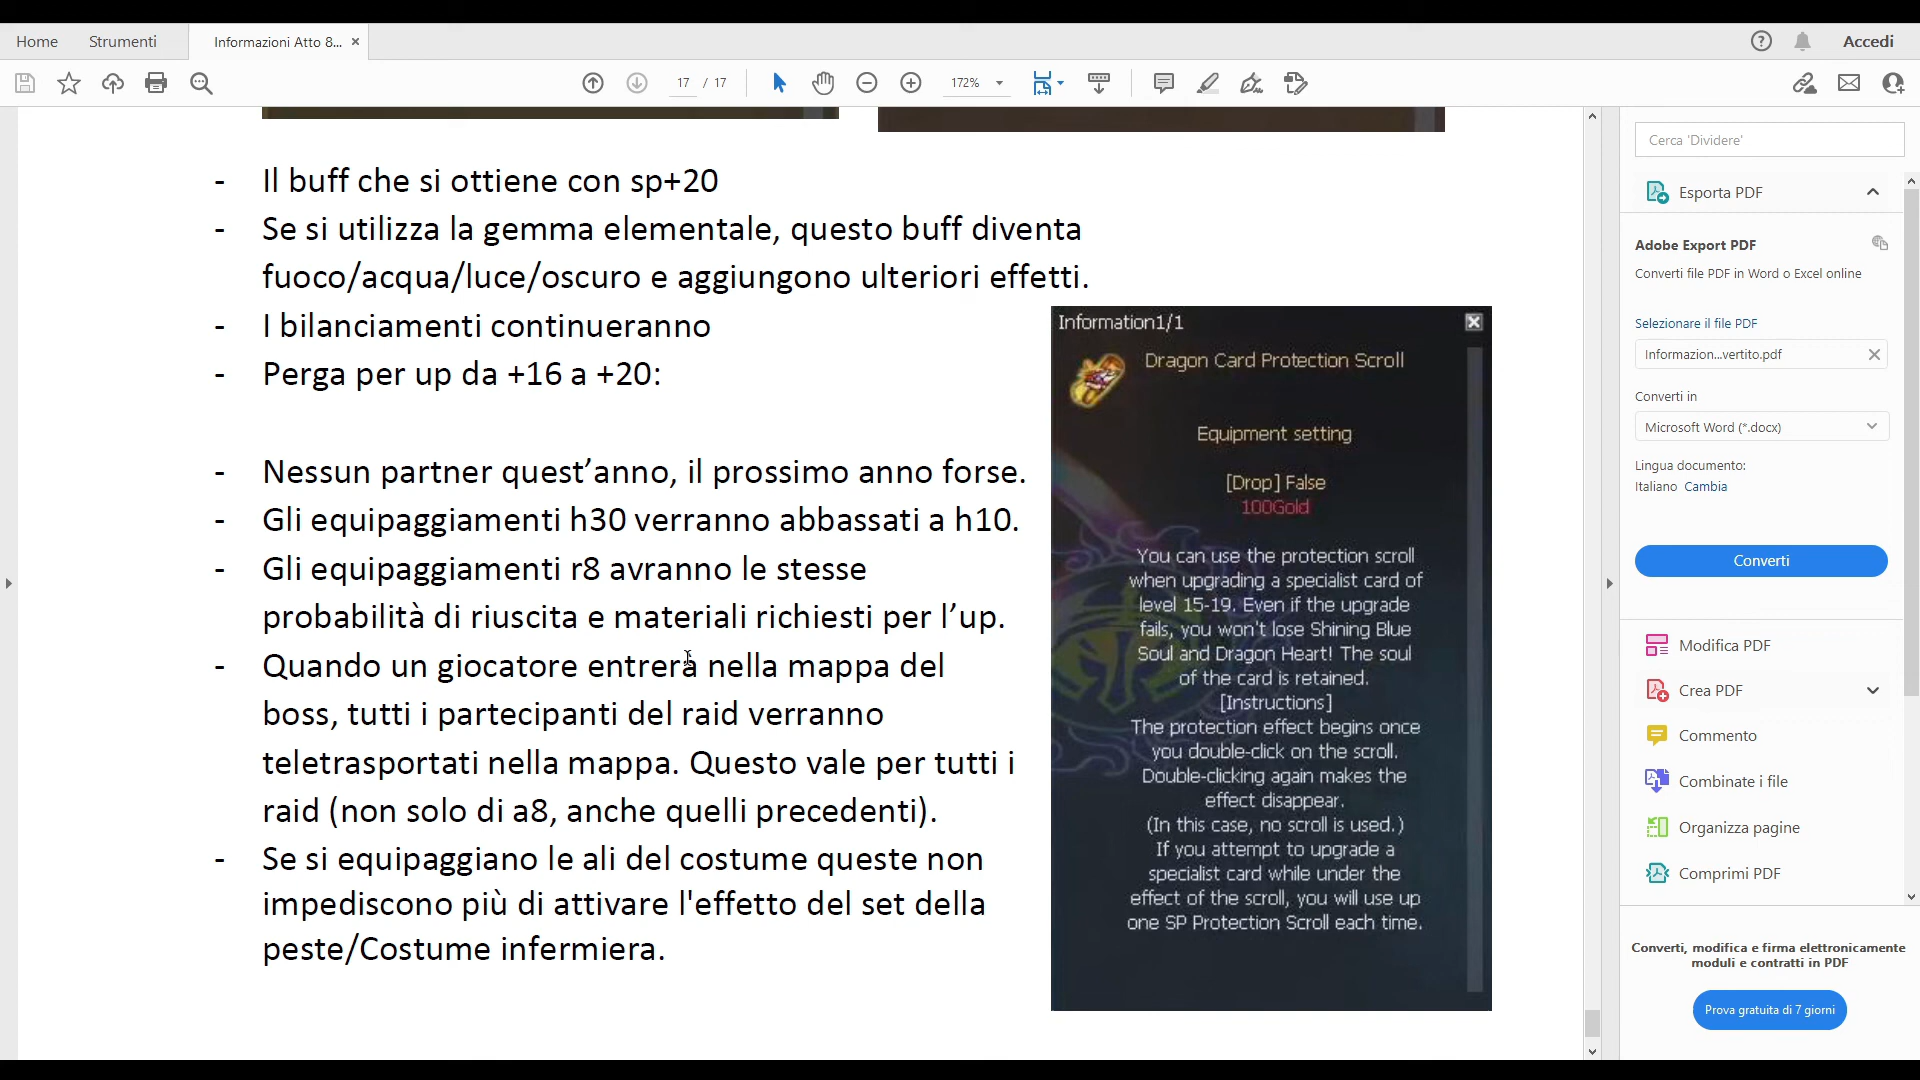 Home
Strumenti
Informazioni Atto 8...
Accedi
17 / 17
172%
- Il buff che si ottiene con sp+20
- Se si utilizza la gemma elementale, questo buff diventa
fuoco/acqua/luce/oscuro e aggiungono ulteriori effetti.
- I bilanciamenti continueranno
- Perga per up da +16 a +20:
- Nessun partner quest’anno, il prossimo anno forse.
- Gli equipaggiamenti h30 verranno abbassati a h10.
- Gli equipaggiamenti r8 avranno le stesse
probabilità di riuscita e materiali richiesti per l’up.
- Quando un giocatore entrerà nella mappa del
boss, tutti i partecipanti del raid verranno
teletrasportati nella mappa. Questo vale per tutti i
raid (non solo di a8, anche quelli precedenti).
- Se si equipaggiano le ali del costume queste non
impediscono più di attivare l'effetto del set della
peste/Costume infermiera.
Information1/1
Dragon Card Protection Scroll
Equipment setting
[Drop] False
100Gold
You can use the protection scroll
when upgrading a specialist card of
level 15-19. Even if the upgrade
fails, you won't lose Shining Blue
Soul and Dragon Heart! The soul
of the card is retained.
[Instructions]
The protection effect begins once
you double-click on the scroll.
Double-clicking again makes the
effect disappear.
(In this case, no scroll is used.)
If you attempt to upgrade a
specialist card while under the
effect of the scroll, you will use up
one SP Protection Scroll each time.
Cerca 'Dividere'
Esporta PDF
Adobe Export PDF
Converti file PDF in Word o Excel online
Selezionare il file PDF
Informazion...vertito.pdf
Converti in
Microsoft Word (*.docx)
Lingua documento:
Italiano Cambia
Converti
Modifica PDF
Crea PDF
Commento
Combinate i file
Organizza pagine
Comprimi PDF
Converti, modifica e firma elettronicamente
moduli e contratti in PDF
Prova gratuita di 7 giorni